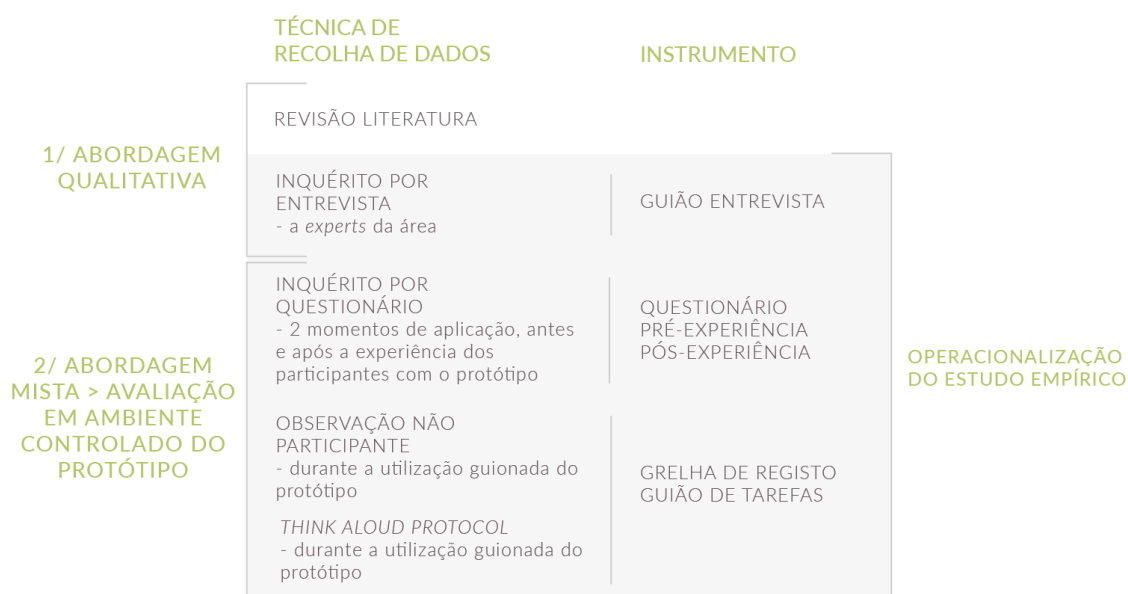 TÉCNICA DE
RECOLHA DE DADOS
INSTRUMENTO
1/ ABORDAGEM
QUALITATIVA
REVISÃO LITERATURA
INQUÉRITO POR
ENTREVISTA
- a experts da área
GUIÃO ENTREVISTA
2/ ABORDAGEM
MISTA > AVALIAÇÃO
EM AMBIENTE
CONTROLADO DO
PROTÓTIPO
INQUÉRITO POR
QUESTIONÁRIO
- 2 momentos de aplicação, antes
e após a experiência dos
participantes com o protótipo
QUESTIONÁRIO
PRÉ-EXPERIÊNCIA
PÓS-EXPERIÊNCIA
OBSERVAÇÃO NÃO
PARTICIPANTE
- durante a utilização guionada do
protótipo
THINK ALOUD PROTOCOL
- durante a utilização guionada do
protótipo
GRELHA DE REGISTO
GUIÃO DE TAREFAS
OPERACIONALIZAÇÃO
DO ESTUDO EMPÍRICO